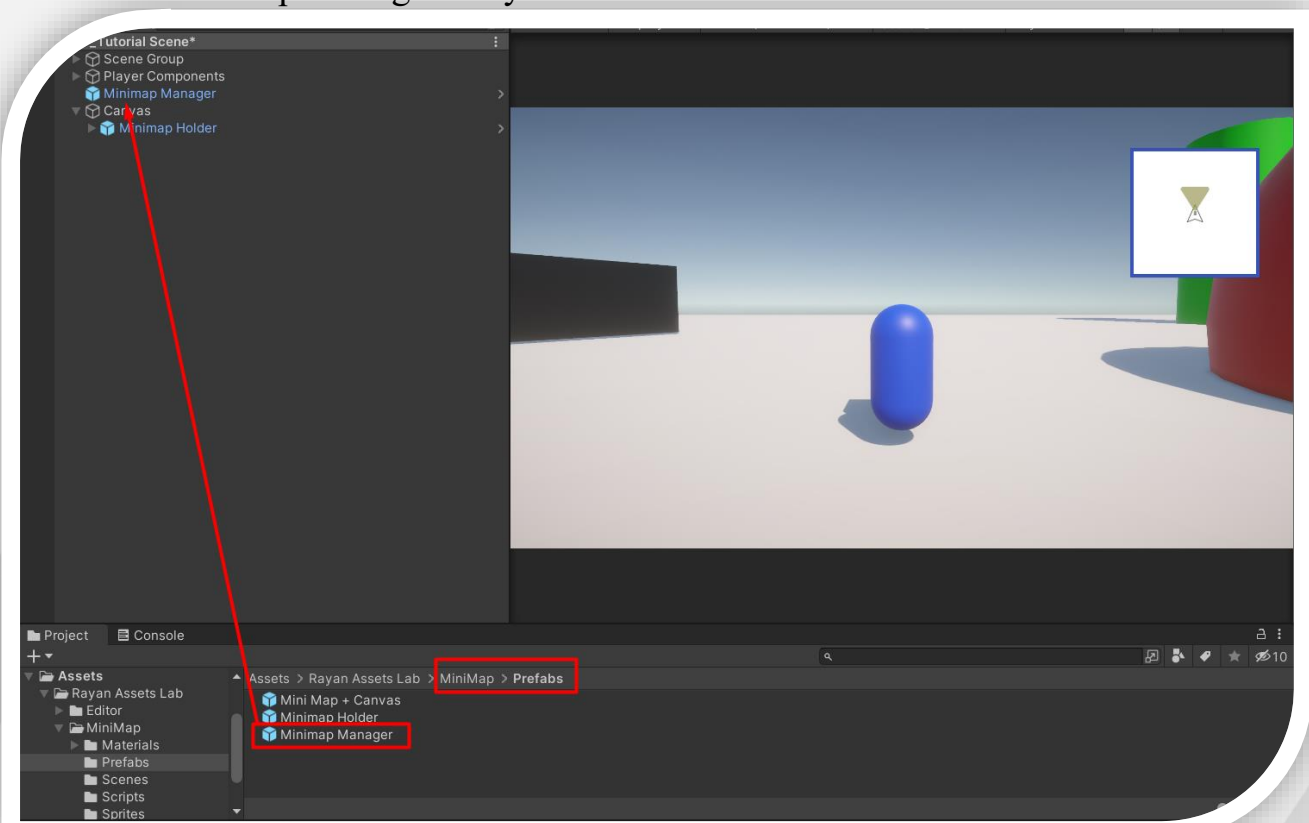 Tutorial Scene*
Scene Group
Player Components
Minimap Manager
Canvas
Minimap Holder
Project Console
10
Assets
Assets > Rayan Assets Lab > MiniMap > Prefabs
Rayan Assets Lab
Mini Map + Canvas
Editor
Minimap Holder
MiniMap
Minimap Manager
Materials
Prefabs
Scenes
Scripts
Sprites